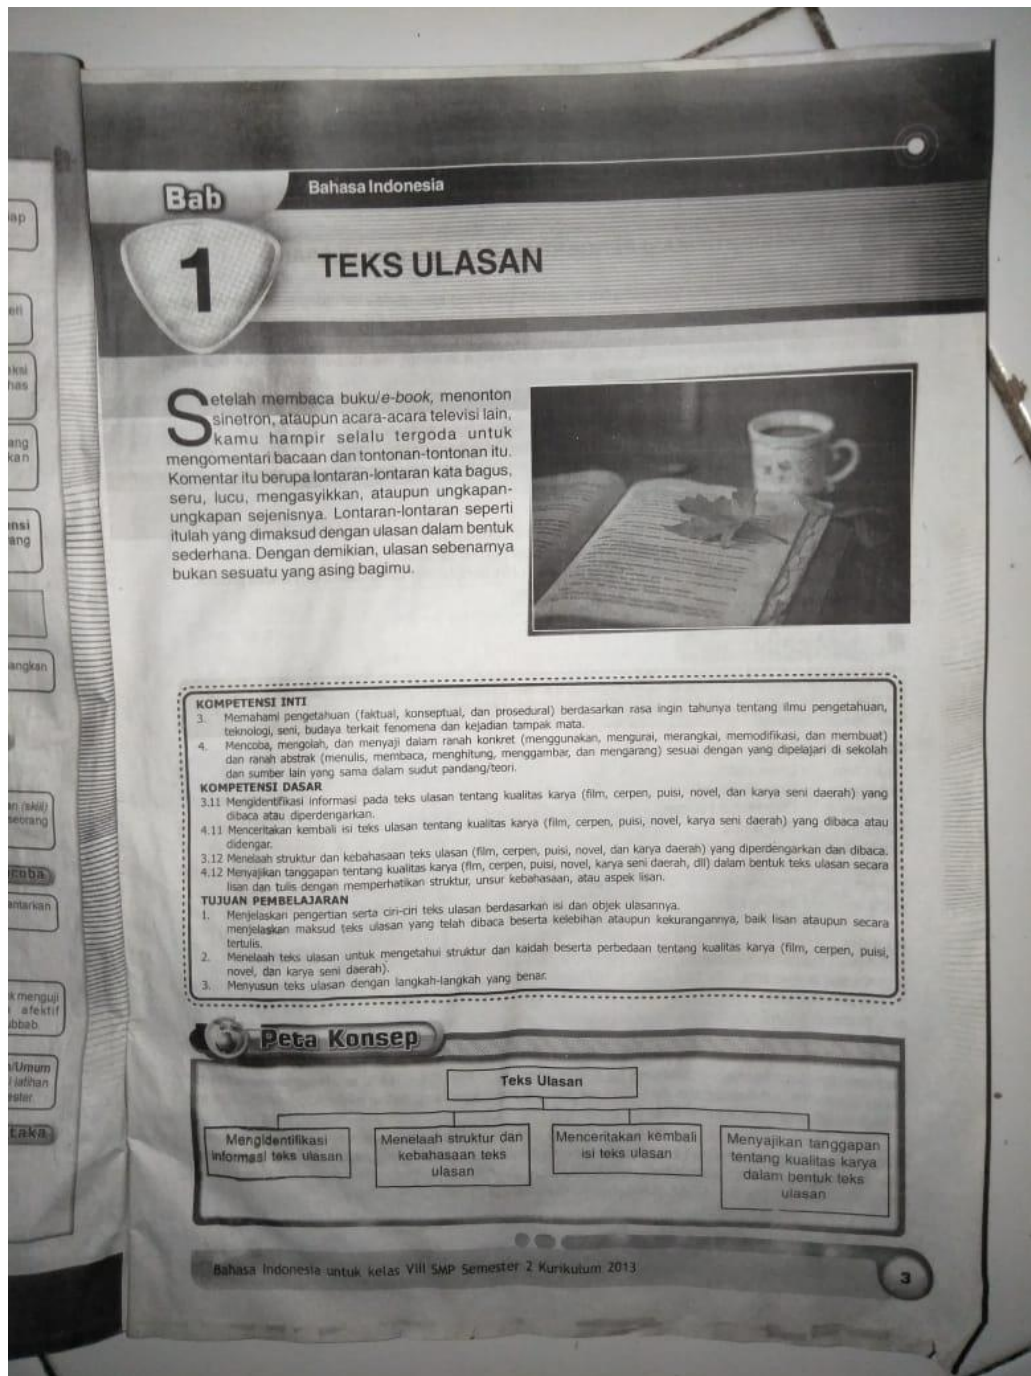 Bab
1
Bahasa Indonesia
TEKS ULASAN
Setelah membaca buku/e-book, menonton
sinetron, ataupun acara-acara televisi lain,
kamu hampir selalu tergoda untuk
mengomentari bacaan dan tontonan-tontonan itu.
Komentar itu berupa lontaran-lontaran kata bagus,
seru, lucu, mengasyikkan, ataupun ungkapan-
ungkapan sejenisnya. Lontaran-lontaran seperti
itulah yang dimaksud dengan ulasan dalam bentuk
sederhana. Dengan demikian, ulasan sebenarnya
bukan sesuatu yang asing bagimu.
KOMPETENSI INTI
3. Memahami pengetahuan (faktual, konseptual, dan prosedural) berdasarkan rasa ingin tahunya tentang ilmu pengetahuan,
teknologi, seni, budaya terkait fenomena dan kejadian tampak mata.
4. Mencoba, mengolah, dan menyaji dalam ranah konkret (menggunakan, mengurai, merangkai, memodifikasi, dan membuat)
dan ranah abstrak (menulis, membaca, menghitung, menggambar, dan mengarang) sesuai dengan yang dipelajari di sekolah
dan sumber lain yang sama dalam sudut pandang/teori.
KOMPETENSI DASAR
3.11 Mengidentifikasi informasi pada teks ulasan tentang kualitas karya (film, cerpen, puisi, novel, dan karya seni daerah) yang
dibaca atau diperdengarkan.
4.11 Menceritakan kembali isi teks ulasan tentang kualitas karya (film, cerpen, puisi, novel, karya seni daerah) yang dibaca atau
didengar.
3.12 Menelaah struktur dan kebahasaan teks ulasan (film, cerpen, puisi, novel, dan karya daerah) yang diperdengarkan dan dibaca.
4.12 Menyajikan tanggapan tentang kualitas karya (flm, cerpen, puisi, novel, karya seni daerah, dll) dalam bentuk teks ulasan secara
lisan dan tulis dengan memperhatikan struktur, unsur kebahasaan, atau aspek lisan.
TUJUAN PEMBELAJARAN
1. Menjelaskan pengertian serta ciri-ciri teks ulasan berdasarkan isi dan objek ulasannya.
menjelaskan maksud teks ulasan yang telah dibaca beserta kelebihan ataupun kekurangannya, baik lisan ataupun secara
tertulis.
2. Menelaah teks ulasan untuk mengetahui struktur dan kaidah beserta perbedaan tentang kualitas karya (film, cerpen, puisi,
novel, dan karya seni daerah).
3. Menyusun teks ulasan dengan langkah-langkah yang benar.
Peta Konsep
Teks Ulasan
Mengidentifikasi
informasi teks ulasan
Menelaah struktur dan
kebahasaan teks
ulasan
Menceritakan kembali
isi teks ulasan
Menyajikan tanggapan
tentang kualitas karya
dalam bentuk teks
ulasan
Bahasa Indonesia untuk kelas VIII SMP Semester 2 Kurikulum 2013
3